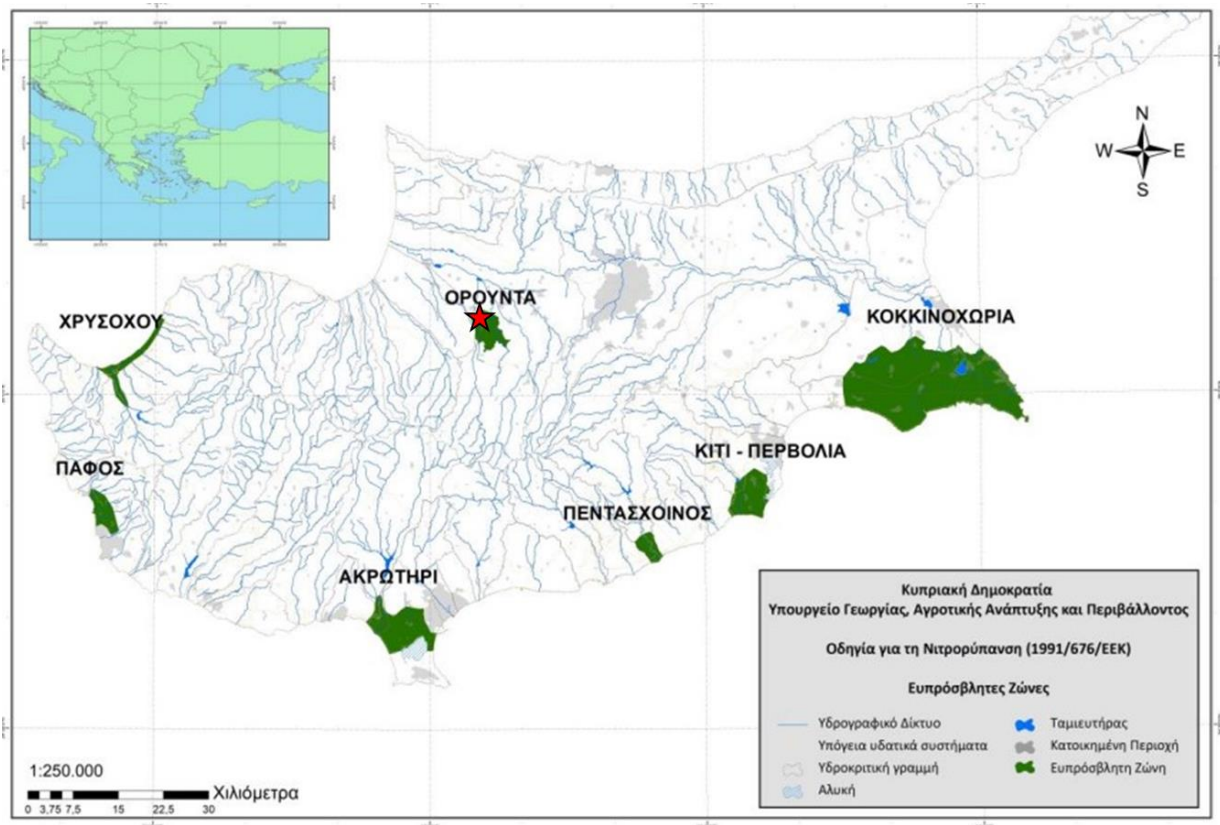 N
W E
S
ΟΡΟΥΝΤΑ
ΧΡΥΣΟΧΟΥ
ΚΟΚΚΙΝΟΧΩΡΙΑ
ΚΙΤΙ - ΠΕΡΒΟΛΙΑ
ΠΑΦΟΣ
ΠΕΝΤΑΣΧΟΙΝΟΣ
ΑΚΡΩΤΗΡΙ
Κυπριακή Δημοκρατία
Υπουργείο Γεωργίας, Αγροτικής Ανάπτυξης και Περιβάλλοντος
Οδηγία για τη Νιτρορύπανση (1991/676/ΕΕΚ)
Ευπρόσβλητες Ζώνες
Υδρογραφικό Δίκτυο
Υπόγεια υδατικά συστήματα
Υδροκριτική γραμμή
Αλυκή
Ταμιευτήρας
Κατοικημένη Περιοχή
Ευπρόσβλητη Ζώνη
1:250.000
Χιλιόμετρα
0 3,75 7,5 15 22,5 30